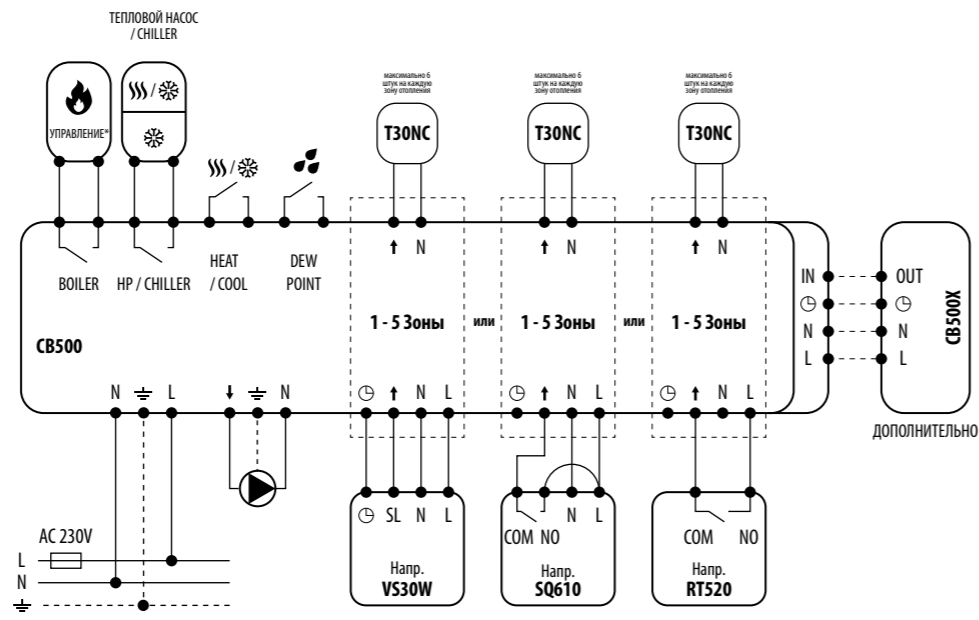 ТЕПЛОВОЙ НАСОС
/ CHILLER
УПРАВЛЕНИЕ*
/
/
максимально 6
штук на каждую
зону отопления
T30NC
максимально 6
штук на каждую
зону отопления
T30NC
максимально 6
штук на каждую
зону отопления
T30NC
BOILER
HP / CHILLER
HEAT
/ COOL
DEW
POINT
N
N
N
CB500
1 - 5 Зоны
или
1 - 5 Зоны
или
1 - 5 Зоны
IN
N
L
OUT
N
L
CB500X
ДОПОЛНИТЕЛЬНО
N
L
N
N
L
N
L
N
L
AC 230V
L
N
SL
N
L
Напр.
VS30W
COM
NO
N
L
Напр.
SQ610
COM
NO
Напр.
RT520